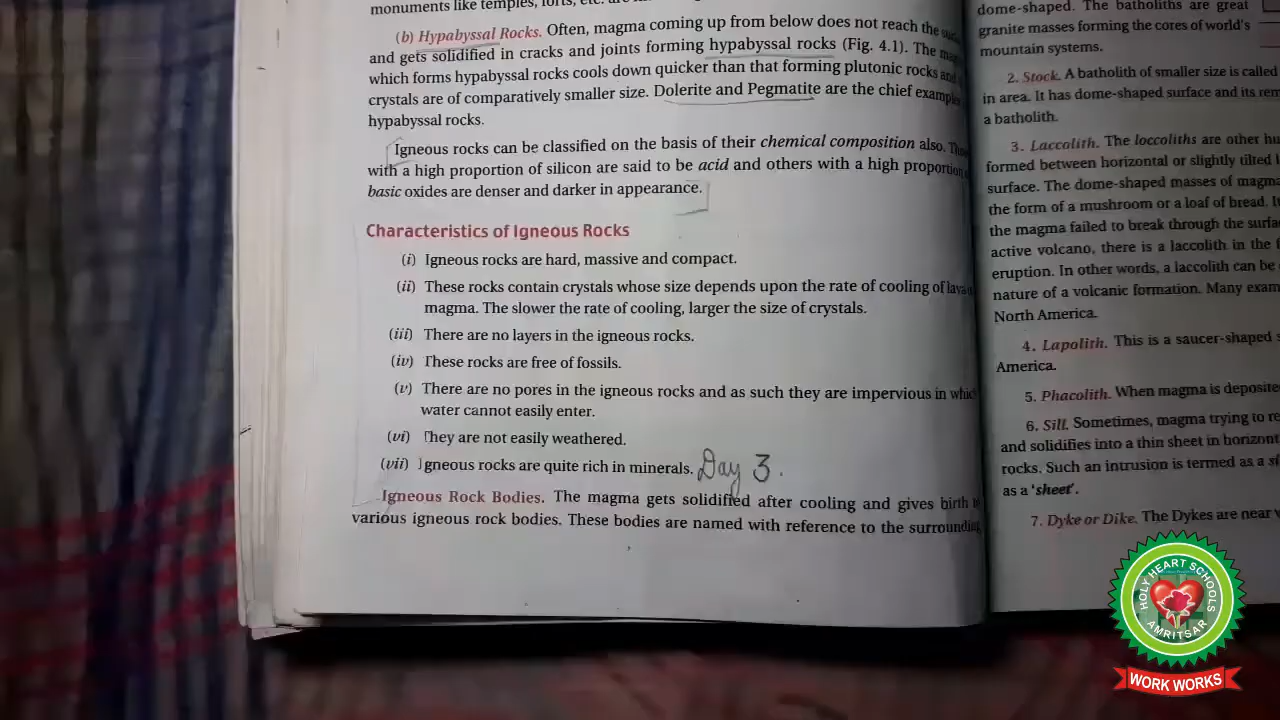 monuments like temples, forts, etc. are
(b) Hypabyssal Rocks. Often, magma coming up from below does not reach the
and gets solidified in cracks and joints forming hypabyssal rocks (Fig. 4.1). The
which forms hypabyssal rocks cools down quicker than that forming plutonic rocks and
crystals are of comparatively smaller size. Dolerite and Pegmatite are the chief
hypabyssal rocks.
Igneous rocks can be classified on the basis of their chemical composition also.
with a high proportion of silicon are said to be acid and others with a high proportion
basic oxides are denser and darker in appearance.
Characteristics of Igneous Rocks
(i) Igneous rocks are hard, massive and compact.
(ii) These rocks contain crystals whose size depends upon the rate of cooling of lava
magma. The slower the rate of cooling, larger the size of crystals.
(iii) There are no layers in the igneous rocks.
(iv) These rocks are free of fossils.
(v) There are no pores in the igneous rocks and as such they are impervious in
water cannot easily enter.
(vi) They are not easily weathered.
(vii) Igneous rocks are quite rich in minerals. Day 3.
Igneous Rock Bodies. The magma gets solidified after cooling and gives birth
various igneous rock bodies. These bodies are named with reference to the surrounding
dome-shaped. The batholiths are great
granite masses forming the cores of world's
mountain systems.
2. Stock. A batholith of smaller size is called
in area. It has dome-shaped surface and its
a batholith.
3. Laccolith. The loccoliths are other
formed between horizontal or slightly tilted
surface. The dome-shaped masses of magma
the form of a mushroom or a loaf of bread.
the magma failed to break through the
active volcano, there is a laccolith in the
eruption. In other words, a laccolith can be
nature of a volcanic formation. Many
North America.
4. Lapolith. This is a saucer-shaped
America.
5. Phacolith. When magma is
6. Sill. Sometimes, magma trying to
and solidifies into a thin sheet in
rocks. Such an intrusion is termed as a
as a 'sheet'.
7. Dyke or Dike. The Dykes are near
HOLY HEART SCHOOLS
AMRITSAR
WORK WORKS